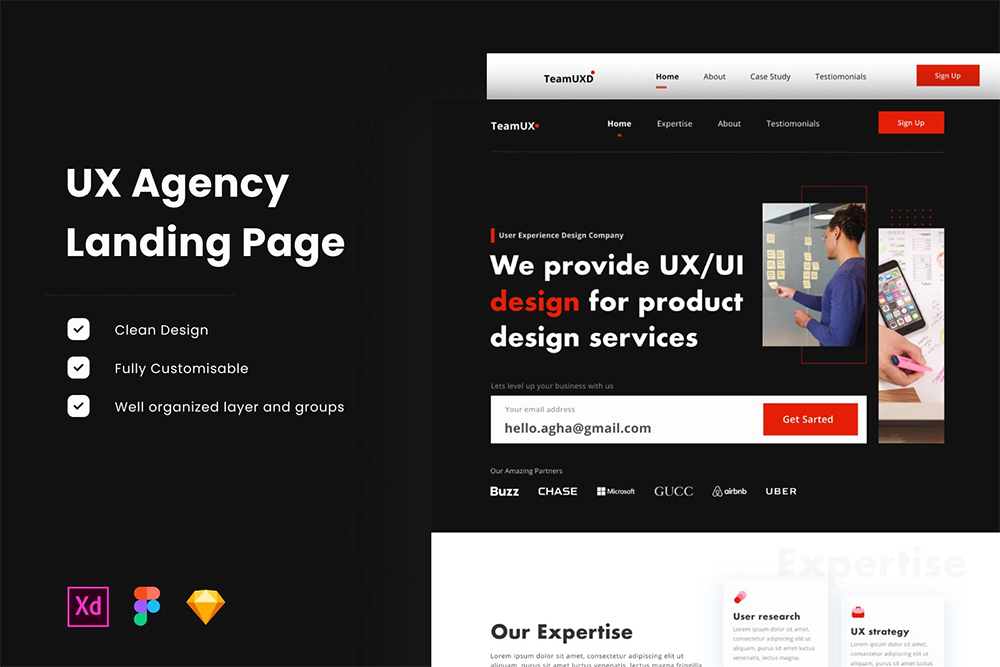 UX Agency
Landing Page
Clean Design
Fully Customisable
Well organized layer and groups
Xd
TeamUXD
Home
About
Case Study
Testiomonials
Sign Up
TeamUX
Home
Expertise
About
Testiomonials
Sign Up
User Experience Design Company
We provide UX/UI
design for product
design services
Lets level up your business with us
Your email address
hello.agha@gmail.com
Get Sarted
Our Amazing Partners
Buzz
CHASE
Microsoft
GUCC
airbnb
UBER
Expertise
Our Expertise
Lorem ipsum dolor sit amet, consectetur adipiscing elit ut
aliquam, purus sit amet luctus venenatis, lectus magna fringilla
User research
Lorem ipsum dolor sit amet,
consectetur adipiscing elit ut
aliquam, purus sit amet luctus
venenatis, lectus magna.
UX strategy
Lorem ipsum dolor sit amet,
consectetur adipiscing elit ut